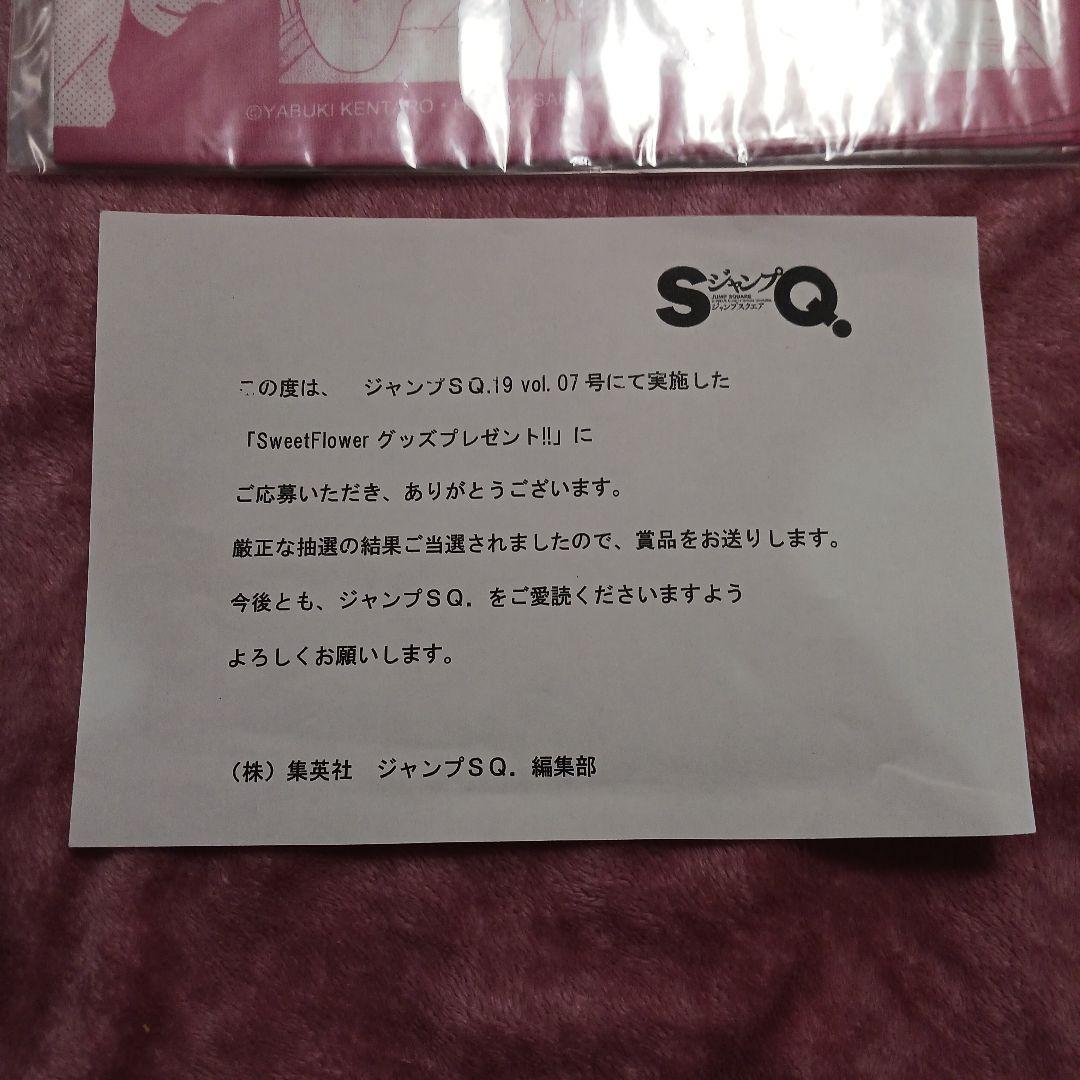 ©YABUKI KENTARO・
SジャンプQ.
JUMP SQUARE
ジャンプスクエア
この度は、　ジャンプＳＱ.19 vol.07 号にて実施した
「SweetFlower グッズプレゼント!!」に
ご応募いただき、ありがとうございます。
厳正な抽選の結果ご当選されましたので、賞品をお送りします。
今後とも、ジャンプＳＱ．をご愛読くださいますよう
よろしくお願いします。
（株）集英社　ジャンプＳＱ．編集部